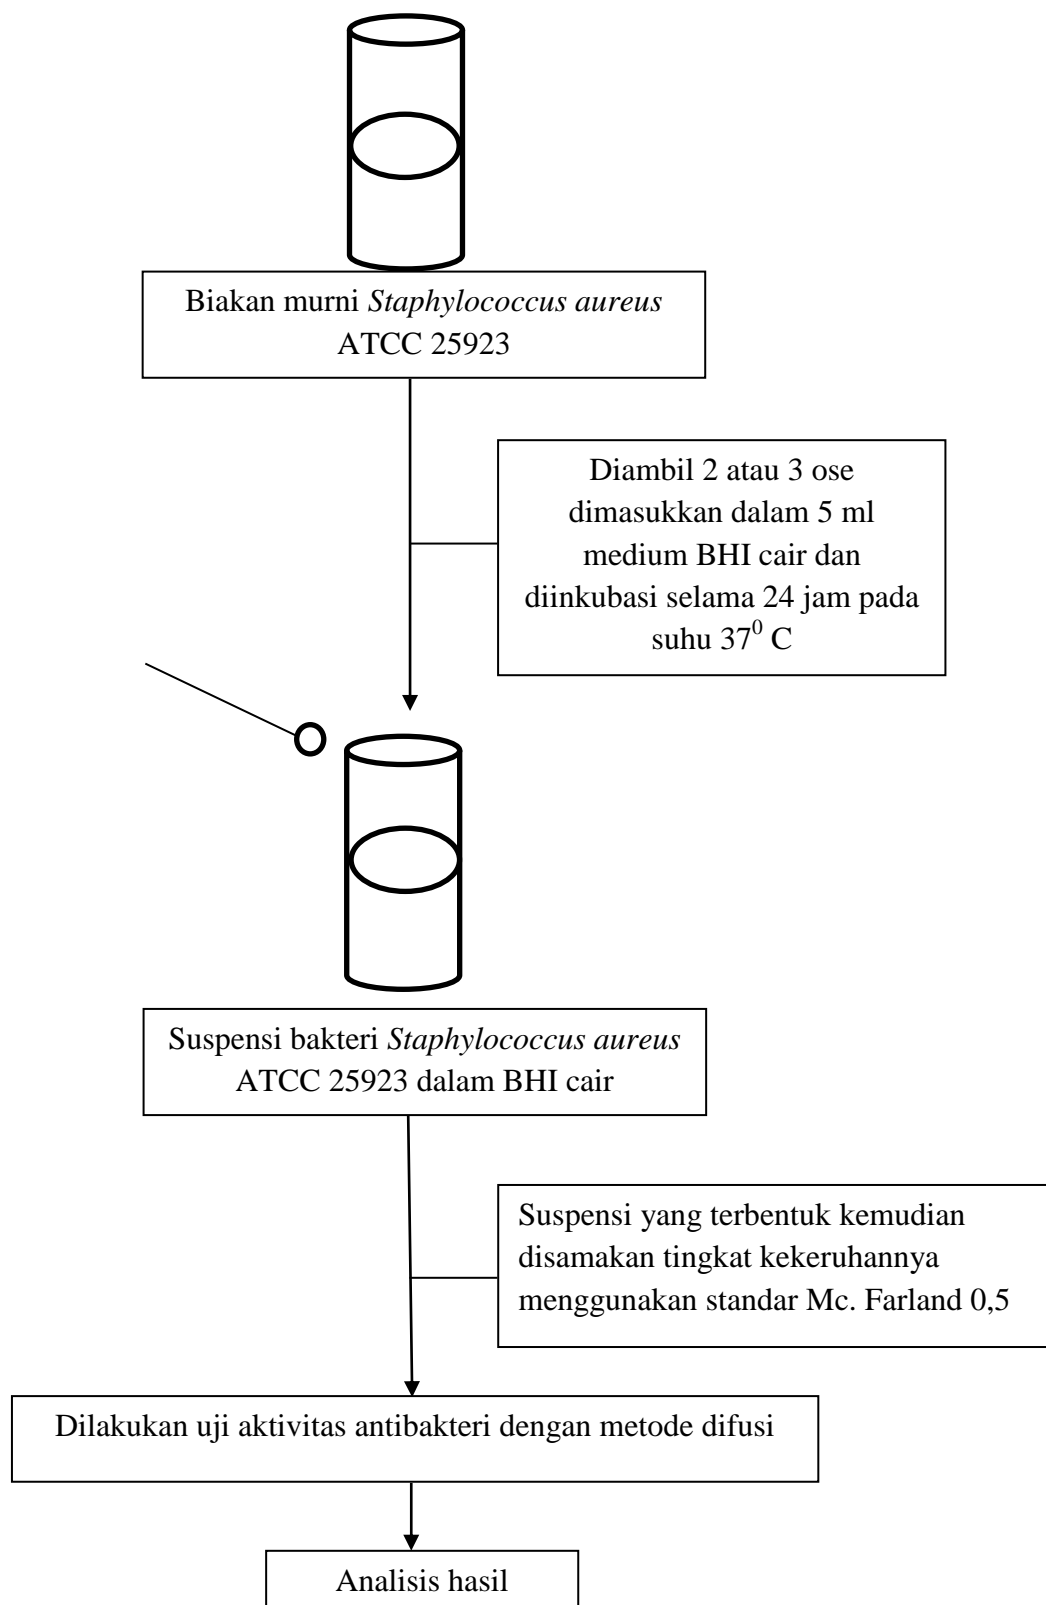 Biakan murni Staphylococcus aureus
ATCC 25923
Diambil 2 atau 3 ose
dimasukkan dalam 5 ml
medium BHI cair dan
diinkubasi selama 24 jam pada
suhu 37⁰ C
Suspensi bakteri Staphylococcus aureus
ATCC 25923 dalam BHI cair
Suspensi yang terbentuk kemudian
disamakan tingkat kekeruhannya
menggunakan standar Mc. Farland 0,5
Dilakukan uji aktivitas antibakteri dengan metode difusi
Analisis hasil